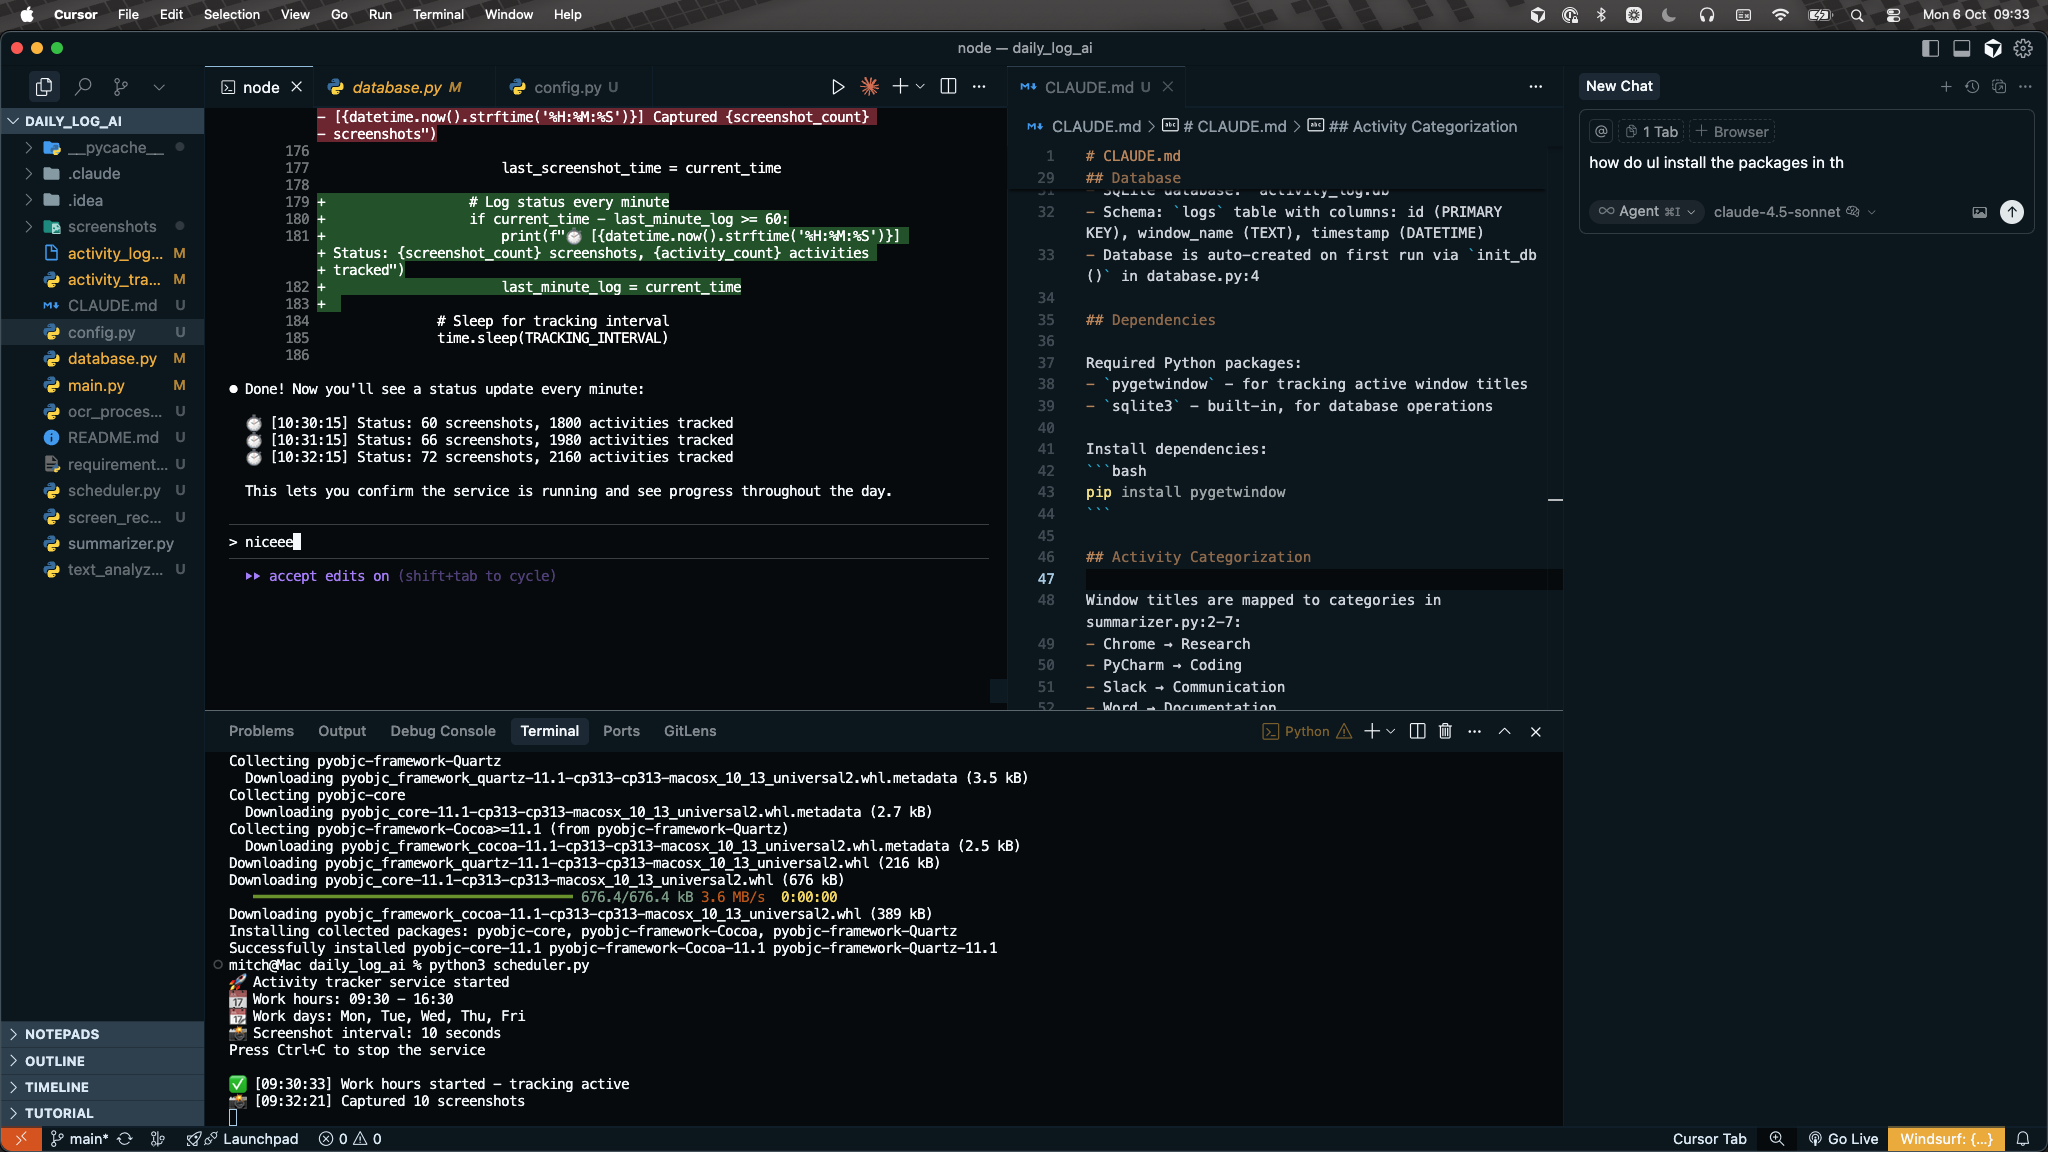 Cursor File Edit Selection View Go Run Terminal Window Help
Mon 6 Oct 09:33
node — daily_log_ai
DAILY_LOG_AI
__pycache__
.claude
.idea
screenshots
activity_log... M
activity_tra... M
CLAUDE.md U
config.py U
database.py M
main.py M
ocr_proces... U
README.md U
requirement... U
scheduler.py U
screen_rec... U
summarizer.py
text_analyz... U
NOTEPADS
OUTLINE
TIMELINE
TUTORIAL
node database.py M config.py U
- [{datetime.now().strftime('%H:%M:%S')}] Captured {screenshot_count}
- screenshots")
176
177 last_screenshot_time = current_time
178
179 + # Log status every minute
180 + if current_time - last_minute_log >= 60:
181 + print(f"⏱️ [{datetime.now().strftime('%H:%M:%S')}]
+ Status: {screenshot_count} screenshots, {activity_count} activities
+ tracked")
182 + last_minute_log = current_time
183 +
184 # Sleep for tracking interval
185 time.sleep(TRACKING_INTERVAL)
186
● Done! Now you'll see a status update every minute:
⏱️ [10:30:15] Status: 60 screenshots, 1800 activities tracked
⏱️ [10:31:15] Status: 66 screenshots, 1980 activities tracked
⏱️ [10:32:15] Status: 72 screenshots, 2160 activities tracked
This lets you confirm the service is running and see progress throughout the day.
> niceee
⏵⏵ accept edits on (shift+tab to cycle)
CLAUDE.md U
CLAUDE.md > # CLAUDE.md > ## Activity Categorization
1 # CLAUDE.md
29 ## Database
31 - SQLite database: `activity_log.db`
32 - Schema: `logs` table with columns: id (PRIMARY
KEY), window_name (TEXT), timestamp (DATETIME)
33 - Database is auto-created on first run via `init_db
()` in database.py:4
34
35 ## Dependencies
36
37 Required Python packages:
38 - `pygetwindow` - for tracking active window titles
39 - `sqlite3` - built-in, for database operations
40
41 Install dependencies:
42 ```bash
43 pip install pygetwindow
44 ```
45
46 ## Activity Categorization
47
48 Window titles are mapped to categories in
summarizer.py:2-7:
49 - Chrome → Research
50 - PyCharm → Coding
51 - Slack → Communication
52 - Word → Documentation
New Chat
@ 1 Tab + Browser
how do uI install the packages in th
Agent ⌘I claude-4.5-sonnet
Problems Output Debug Console Terminal Ports GitLens
Python
Collecting pyobjc-framework-Quartz
Downloading pyobjc_framework_quartz-11.1-cp313-cp313-macosx_10_13_universal2.whl.metadata (3.5 kB)
Collecting pyobjc-core
Downloading pyobjc_core-11.1-cp313-cp313-macosx_10_13_universal2.whl.metadata (2.7 kB)
Collecting pyobjc-framework-Cocoa>=11.1 (from pyobjc-framework-Quartz)
Downloading pyobjc_framework_cocoa-11.1-cp313-cp313-macosx_10_13_universal2.whl.metadata (2.5 kB)
Downloading pyobjc_framework_quartz-11.1-cp313-cp313-macosx_10_13_universal2.whl (216 kB)
Downloading pyobjc_core-11.1-cp313-cp313-macosx_10_13_universal2.whl (676 kB)
676.4/676.4 kB 3.6 MB/s 0:00:00
Downloading pyobjc_framework_cocoa-11.1-cp313-cp313-macosx_10_13_universal2.whl (389 kB)
Installing collected packages: pyobjc-core, pyobjc-framework-Cocoa, pyobjc-framework-Quartz
Successfully installed pyobjc-core-11.1 pyobjc-framework-Cocoa-11.1 pyobjc-framework-Quartz-11.1
mitch@Mac daily_log_ai % python3 scheduler.py
🚀 Activity tracker service started
📅 Work hours: 09:30 - 16:30
📆 Work days: Mon, Tue, Wed, Thu, Fri
📸 Screenshot interval: 10 seconds
Press Ctrl+C to stop the service
✅ [09:30:33] Work hours started - tracking active
📸 [09:32:21] Captured 10 screenshots
main* Launchpad 0 0
Cursor Tab Go Live Windsurf: {...}